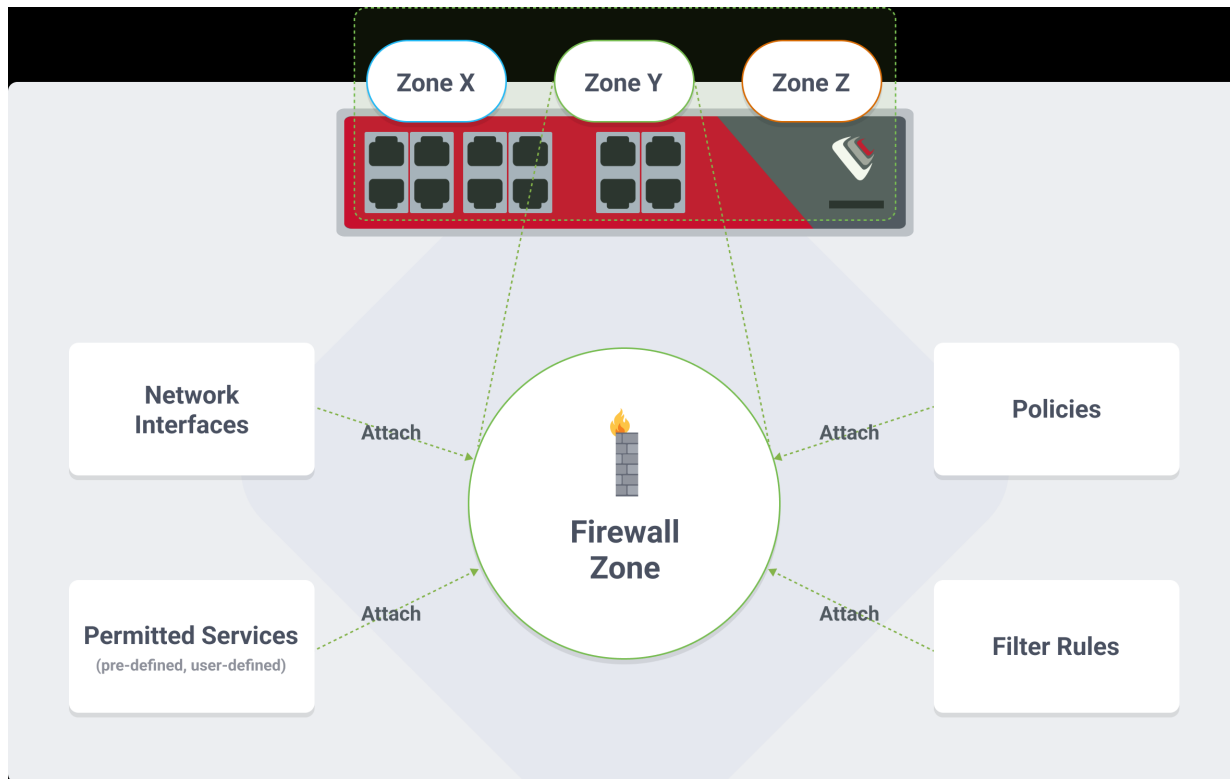 Zone X
Zone Y
Zone Z
Network
Interfaces
Attach
Attach
Policies
Firewall
Zone
Permitted Services
(pre-defined, user-defined)
Attach
Attach
Filter Rules